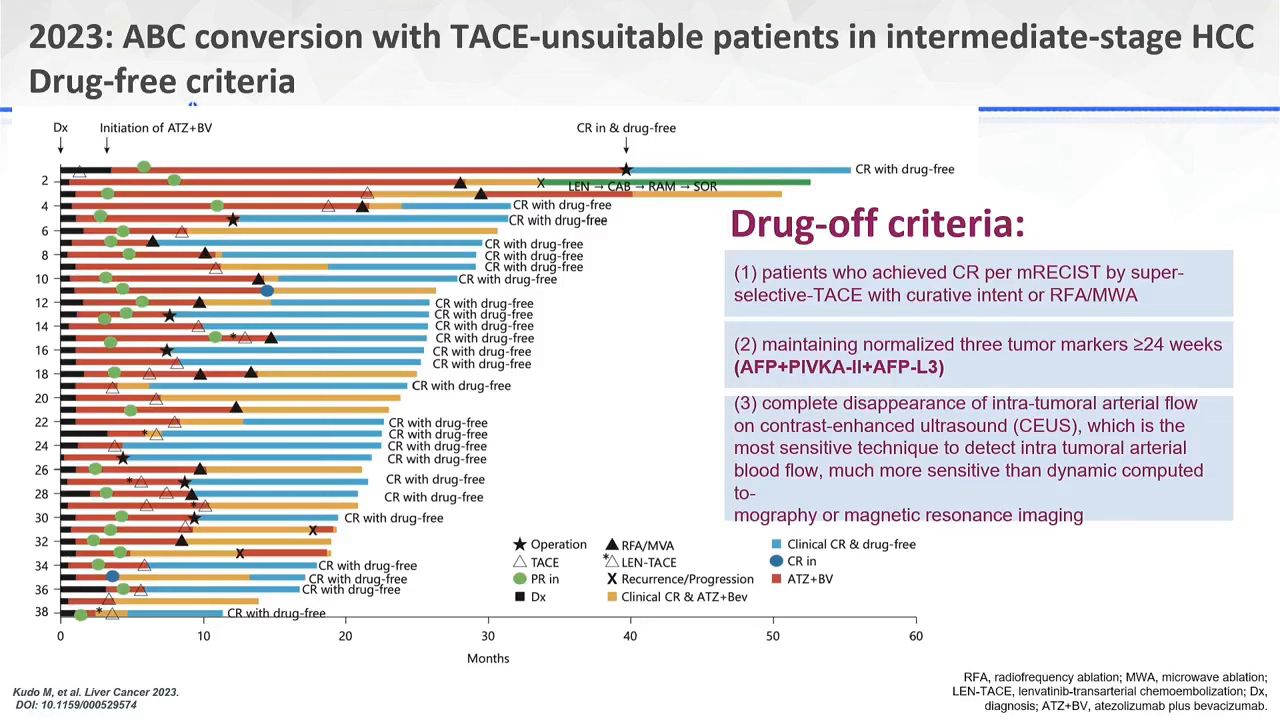 2023: ABC conversion with TACE-unsuitable patients in intermediate-stage HCC
Drug-free criteria
Dx
Initiation of ATZ+BV
CR in & drug-free
CR with drug-free
2
X
LEN → CAB → RAM → SOR
4
CR with drug-free
CR with drug-free
6
CR with drug-free
8
CR with drug-free
CR with drug-free
10
CR with drug-free
12
CR with drug-free
CR with drug-free
14
CR with drug-free
*
CR with drug-free
16
CR with drug-free
CR with drug-free
18
CR with drug-free
20
22
CR with drug-free
*
CR with drug-free
24
CR with drug-free
CR with drug-free
26
*
CR with drug-free
28
CR with drug-free
*
30
CR with drug-free
X
32
X
34
CR with drug-free
CR with drug-free
36
CR with drug-free
*
38
CR with drug-free
0
10
20
30
40
50
60
Months
Operation
RFA/MVA
Clinical CR & drug-free
TACE
*
LEN-TACE
CR in
PR in
X
Recurrence/Progression
ATZ+BV
Dx
Clinical CR & ATZ+Bev
Drug-off criteria:
(1) patients who achieved CR per mRECIST by super-
selective-TACE with curative intent or RFA/MWA
(2) maintaining normalized three tumor markers ≥24 weeks
(AFP+PIVKA-II+AFP-L3)
(3) complete disappearance of intra-tumoral arterial flow
on contrast-enhanced ultrasound (CEUS), which is the
most sensitive technique to detect intra tumoral arterial
blood flow, much more sensitive than dynamic computed
to-
mography or magnetic resonance imaging
Kudo M, et al. Liver Cancer 2023.
DOI: 10.1159/000529574
RFA, radiofrequency ablation; MWA, microwave ablation;
LEN-TACE, lenvatinib-transarterial chemoembolization; Dx,
diagnosis; ATZ+BV, atezolizumab plus bevacizumab.